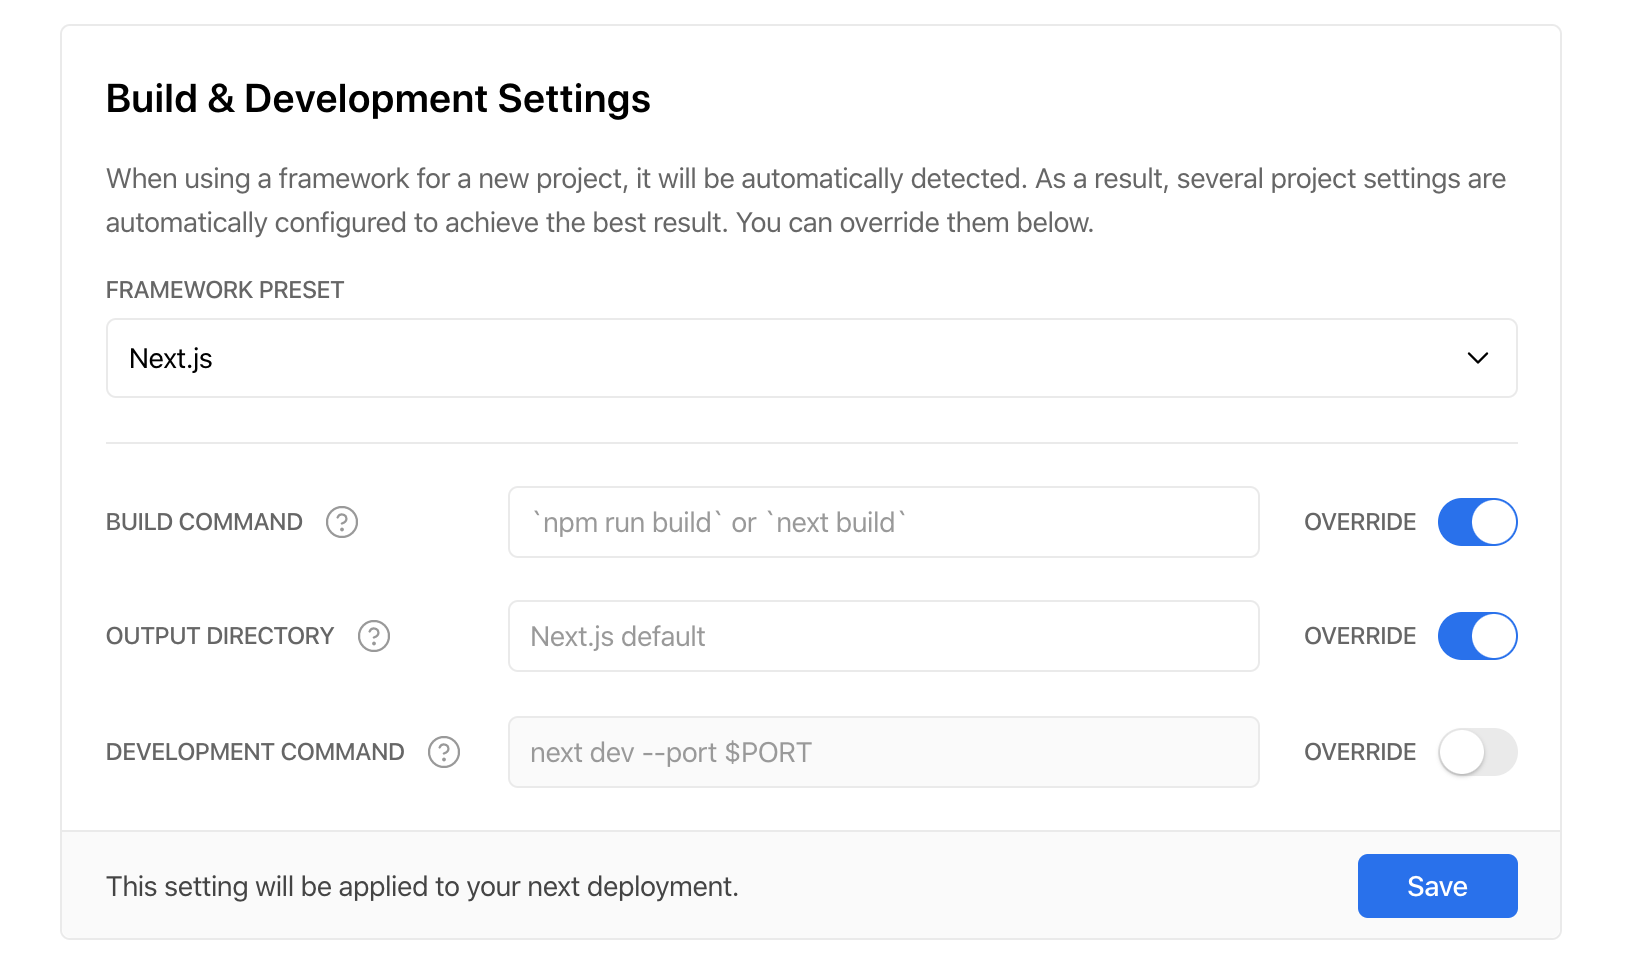 Build & Development Settings
When using a framework for a new project, it will be automatically detected. As a result, several project settings are
automatically configured to achieve the best result. You can override them below.
FRAMEWORK PRESET
Next.js
BUILD COMMAND ? `npm run build` or `next build` OVERRIDE
OUTPUT DIRECTORY ? Next.js default OVERRIDE
DEVELOPMENT COMMAND ? next dev --port $PORT OVERRIDE
This setting will be applied to your next deployment. Save